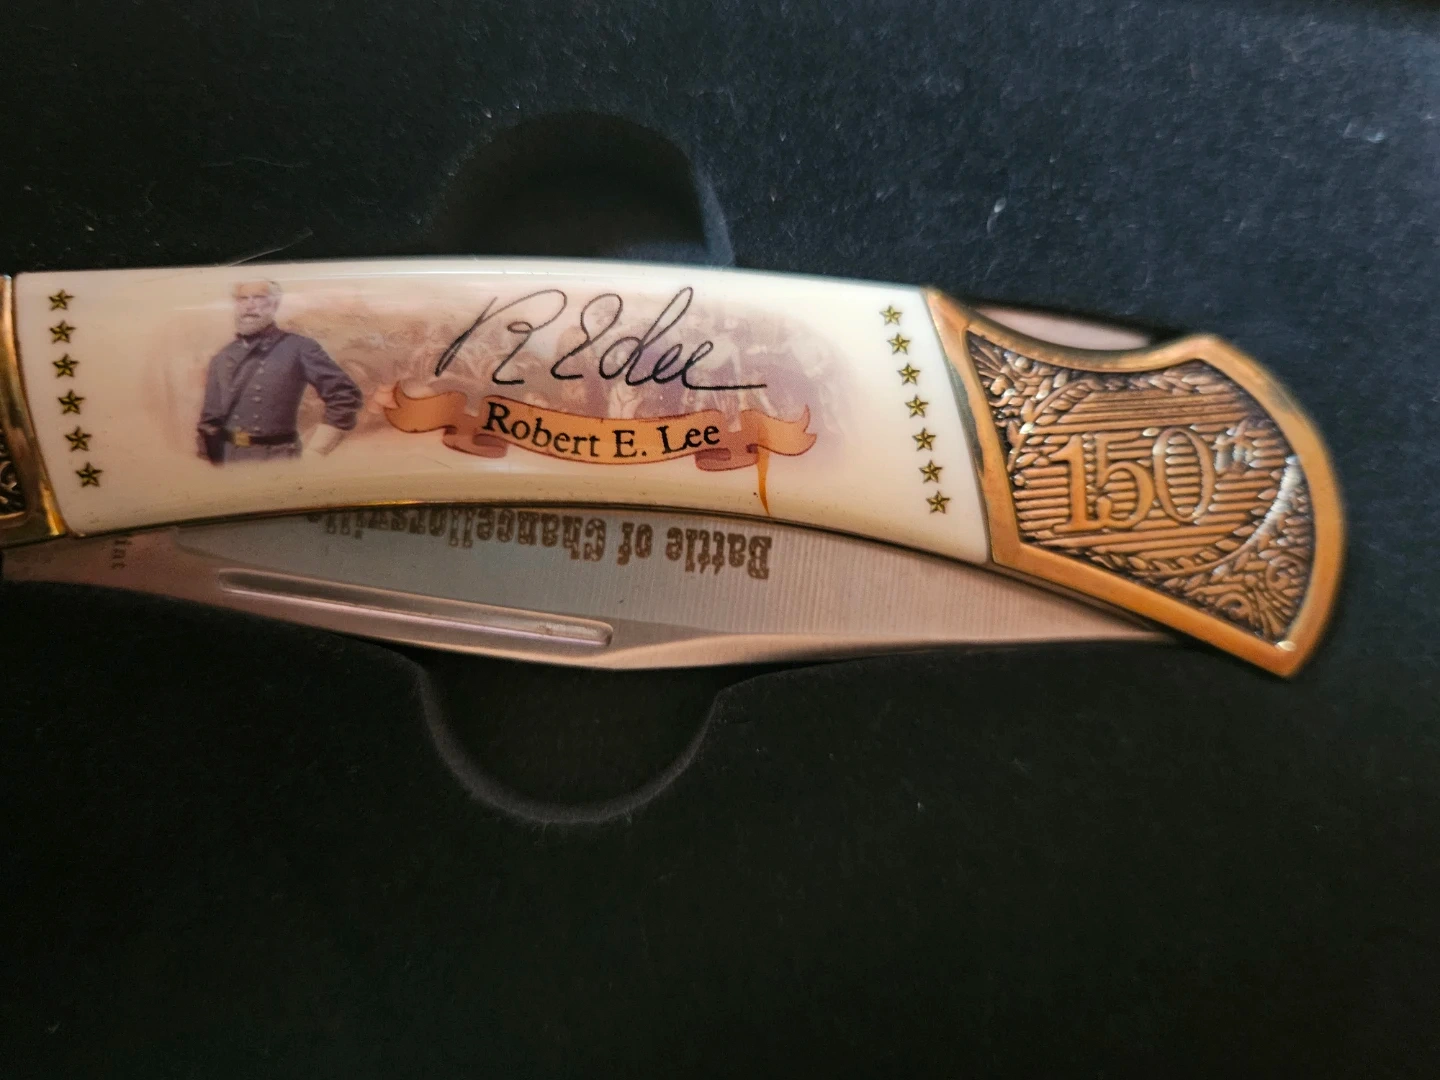 R E Lee
Robert E. Lee
150th
Battle of Chancellorsville